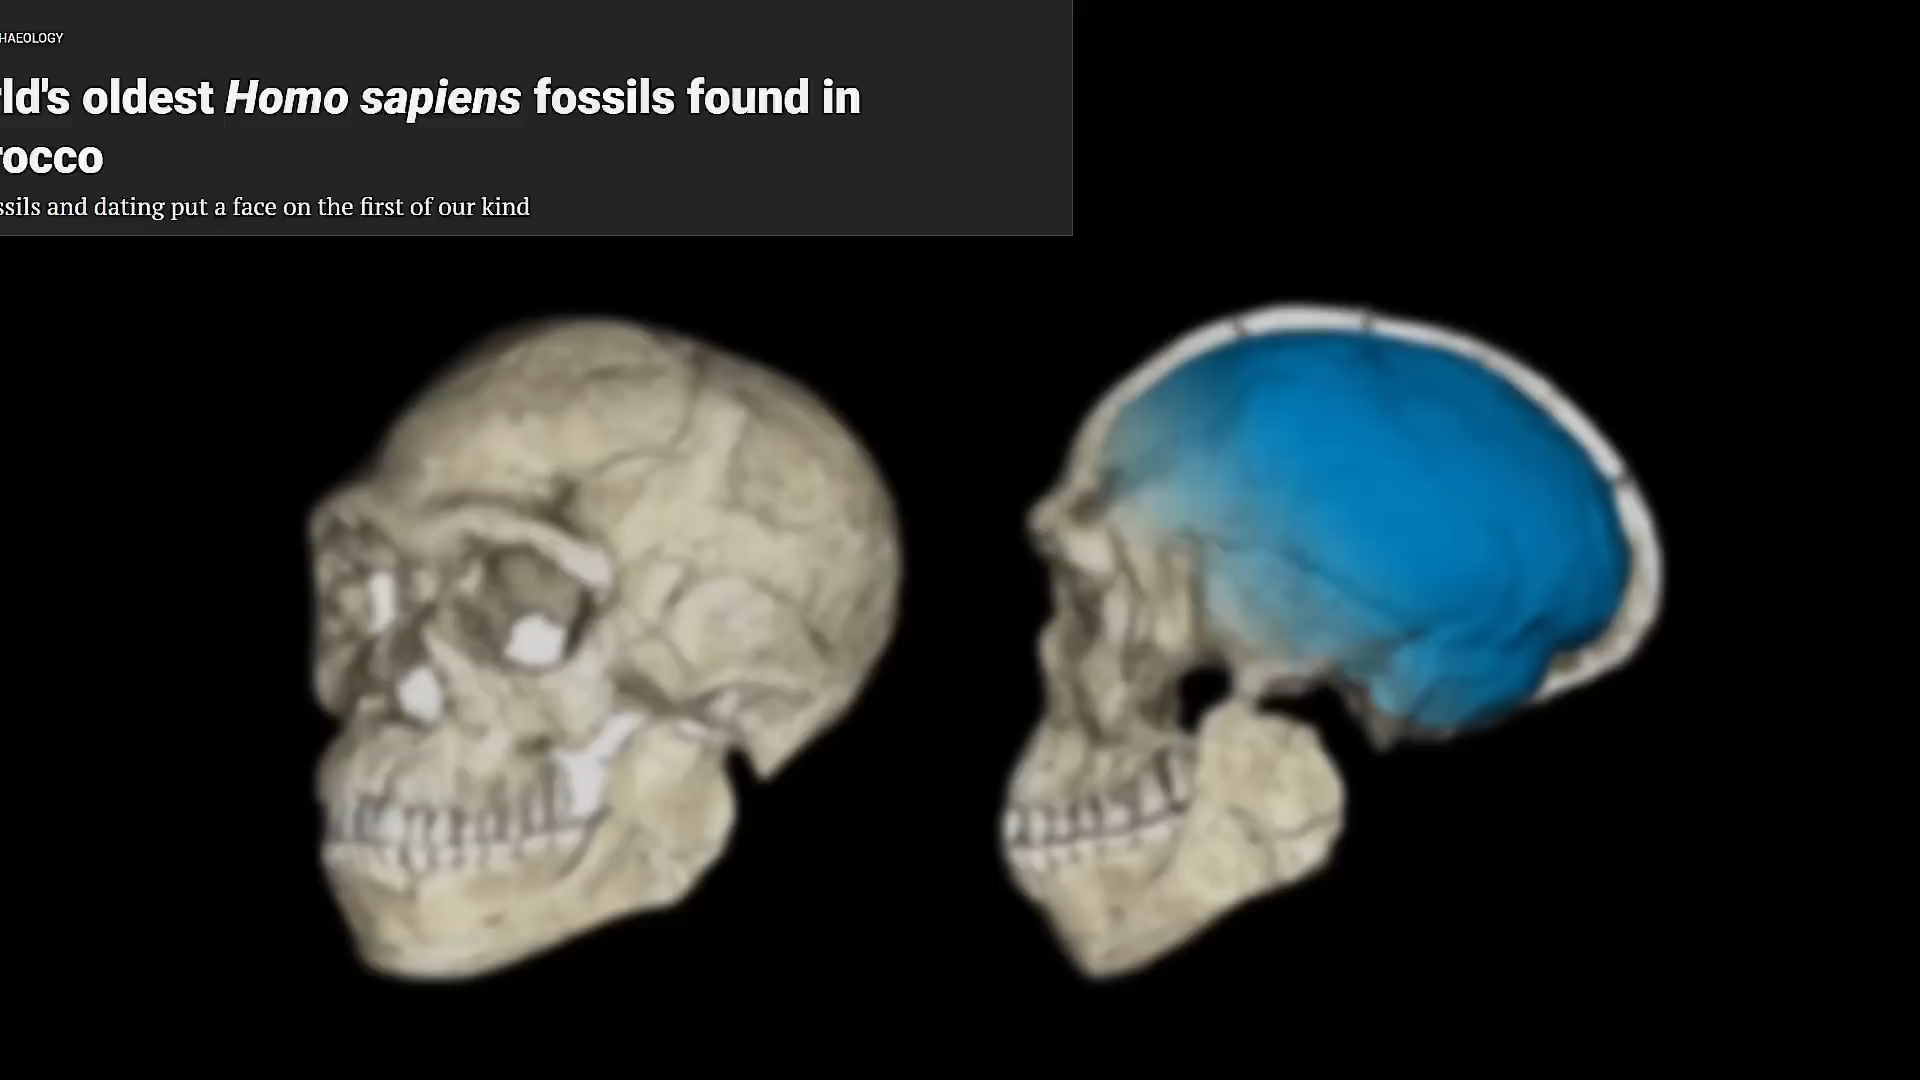 HAEOLOGY
ld's oldest Homo sapiens fossils found in
rocco
ssils and dating put a face on the first of our kind